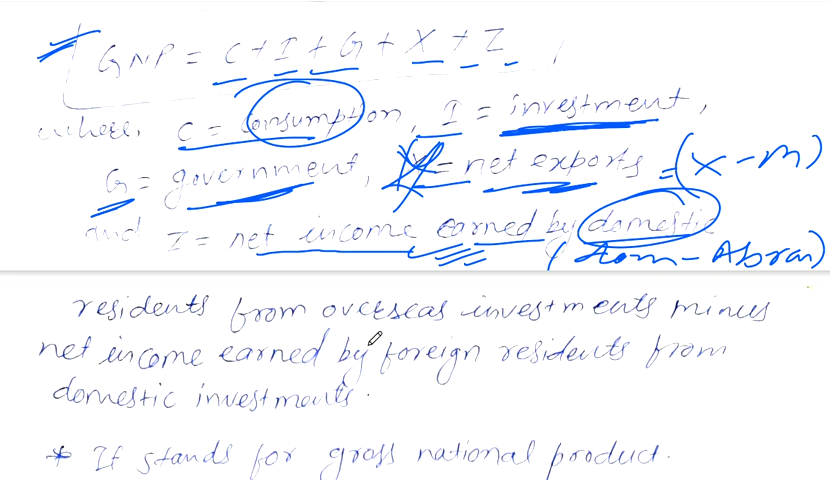 GNP = C + I + G + X + Z
where, C = Consumption, I = investment,
G = government, X = net exports = (X - M)
and Z = net income earned by domestic
(Dom - Abroad)
residents from overseas investments minus
net income earned by foreign residents from
domestic investments.
* It stands for gross national product.